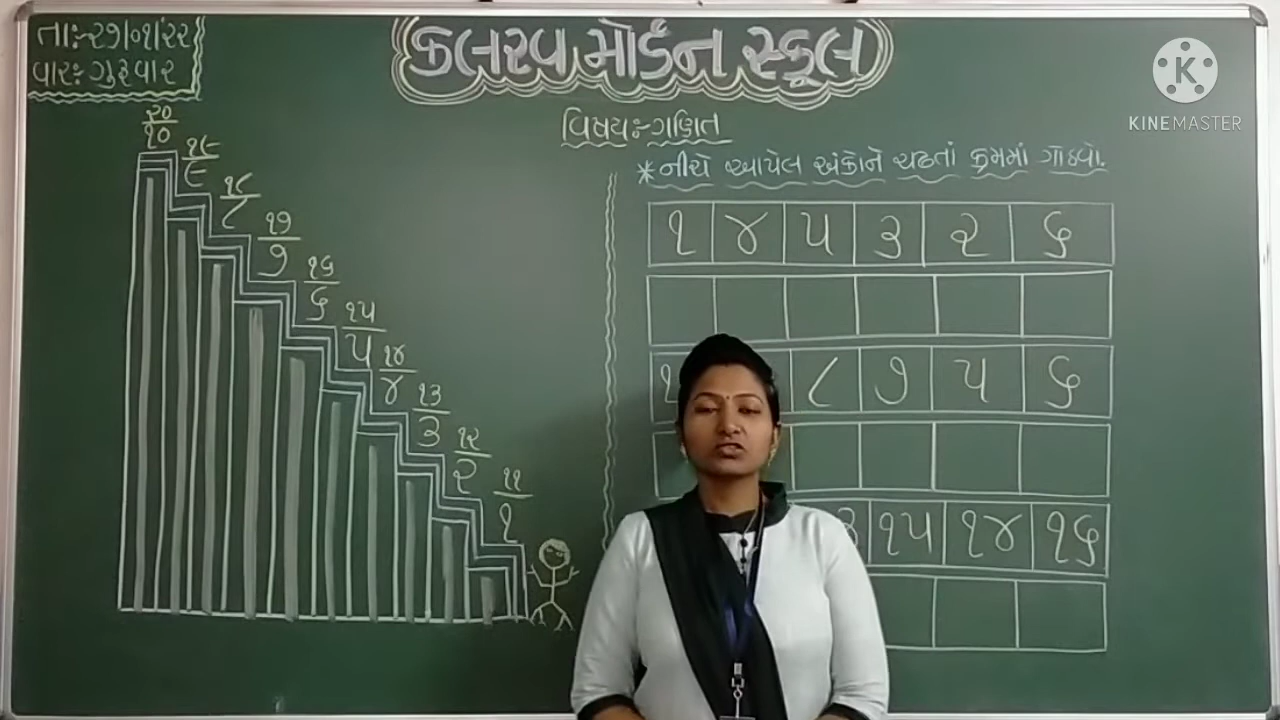 તા:-૨૭/૦૧/૨૨
વાર:- ગુરૂવાર
કલરવ મોર્ડન સ્કૂલ
K
KINEMASTER
વિષય:-ગણિત
*નીચે આપેલ અંકોને ચઢતાં ક્રમમાં ગોઠવો.
૨૦
૧૦
૧૯
૯
૧૮
૮
૧૭
૭
૧૬
૬
૧૫
૫
૧૪
૪
૧૩
૩
૧૨
૨
૧૧
૧
૧ ૪ ૫ ૩ ૨ ૬
૮ ૭ ૫ ૬
૧૫ ૧૪ ૧૬